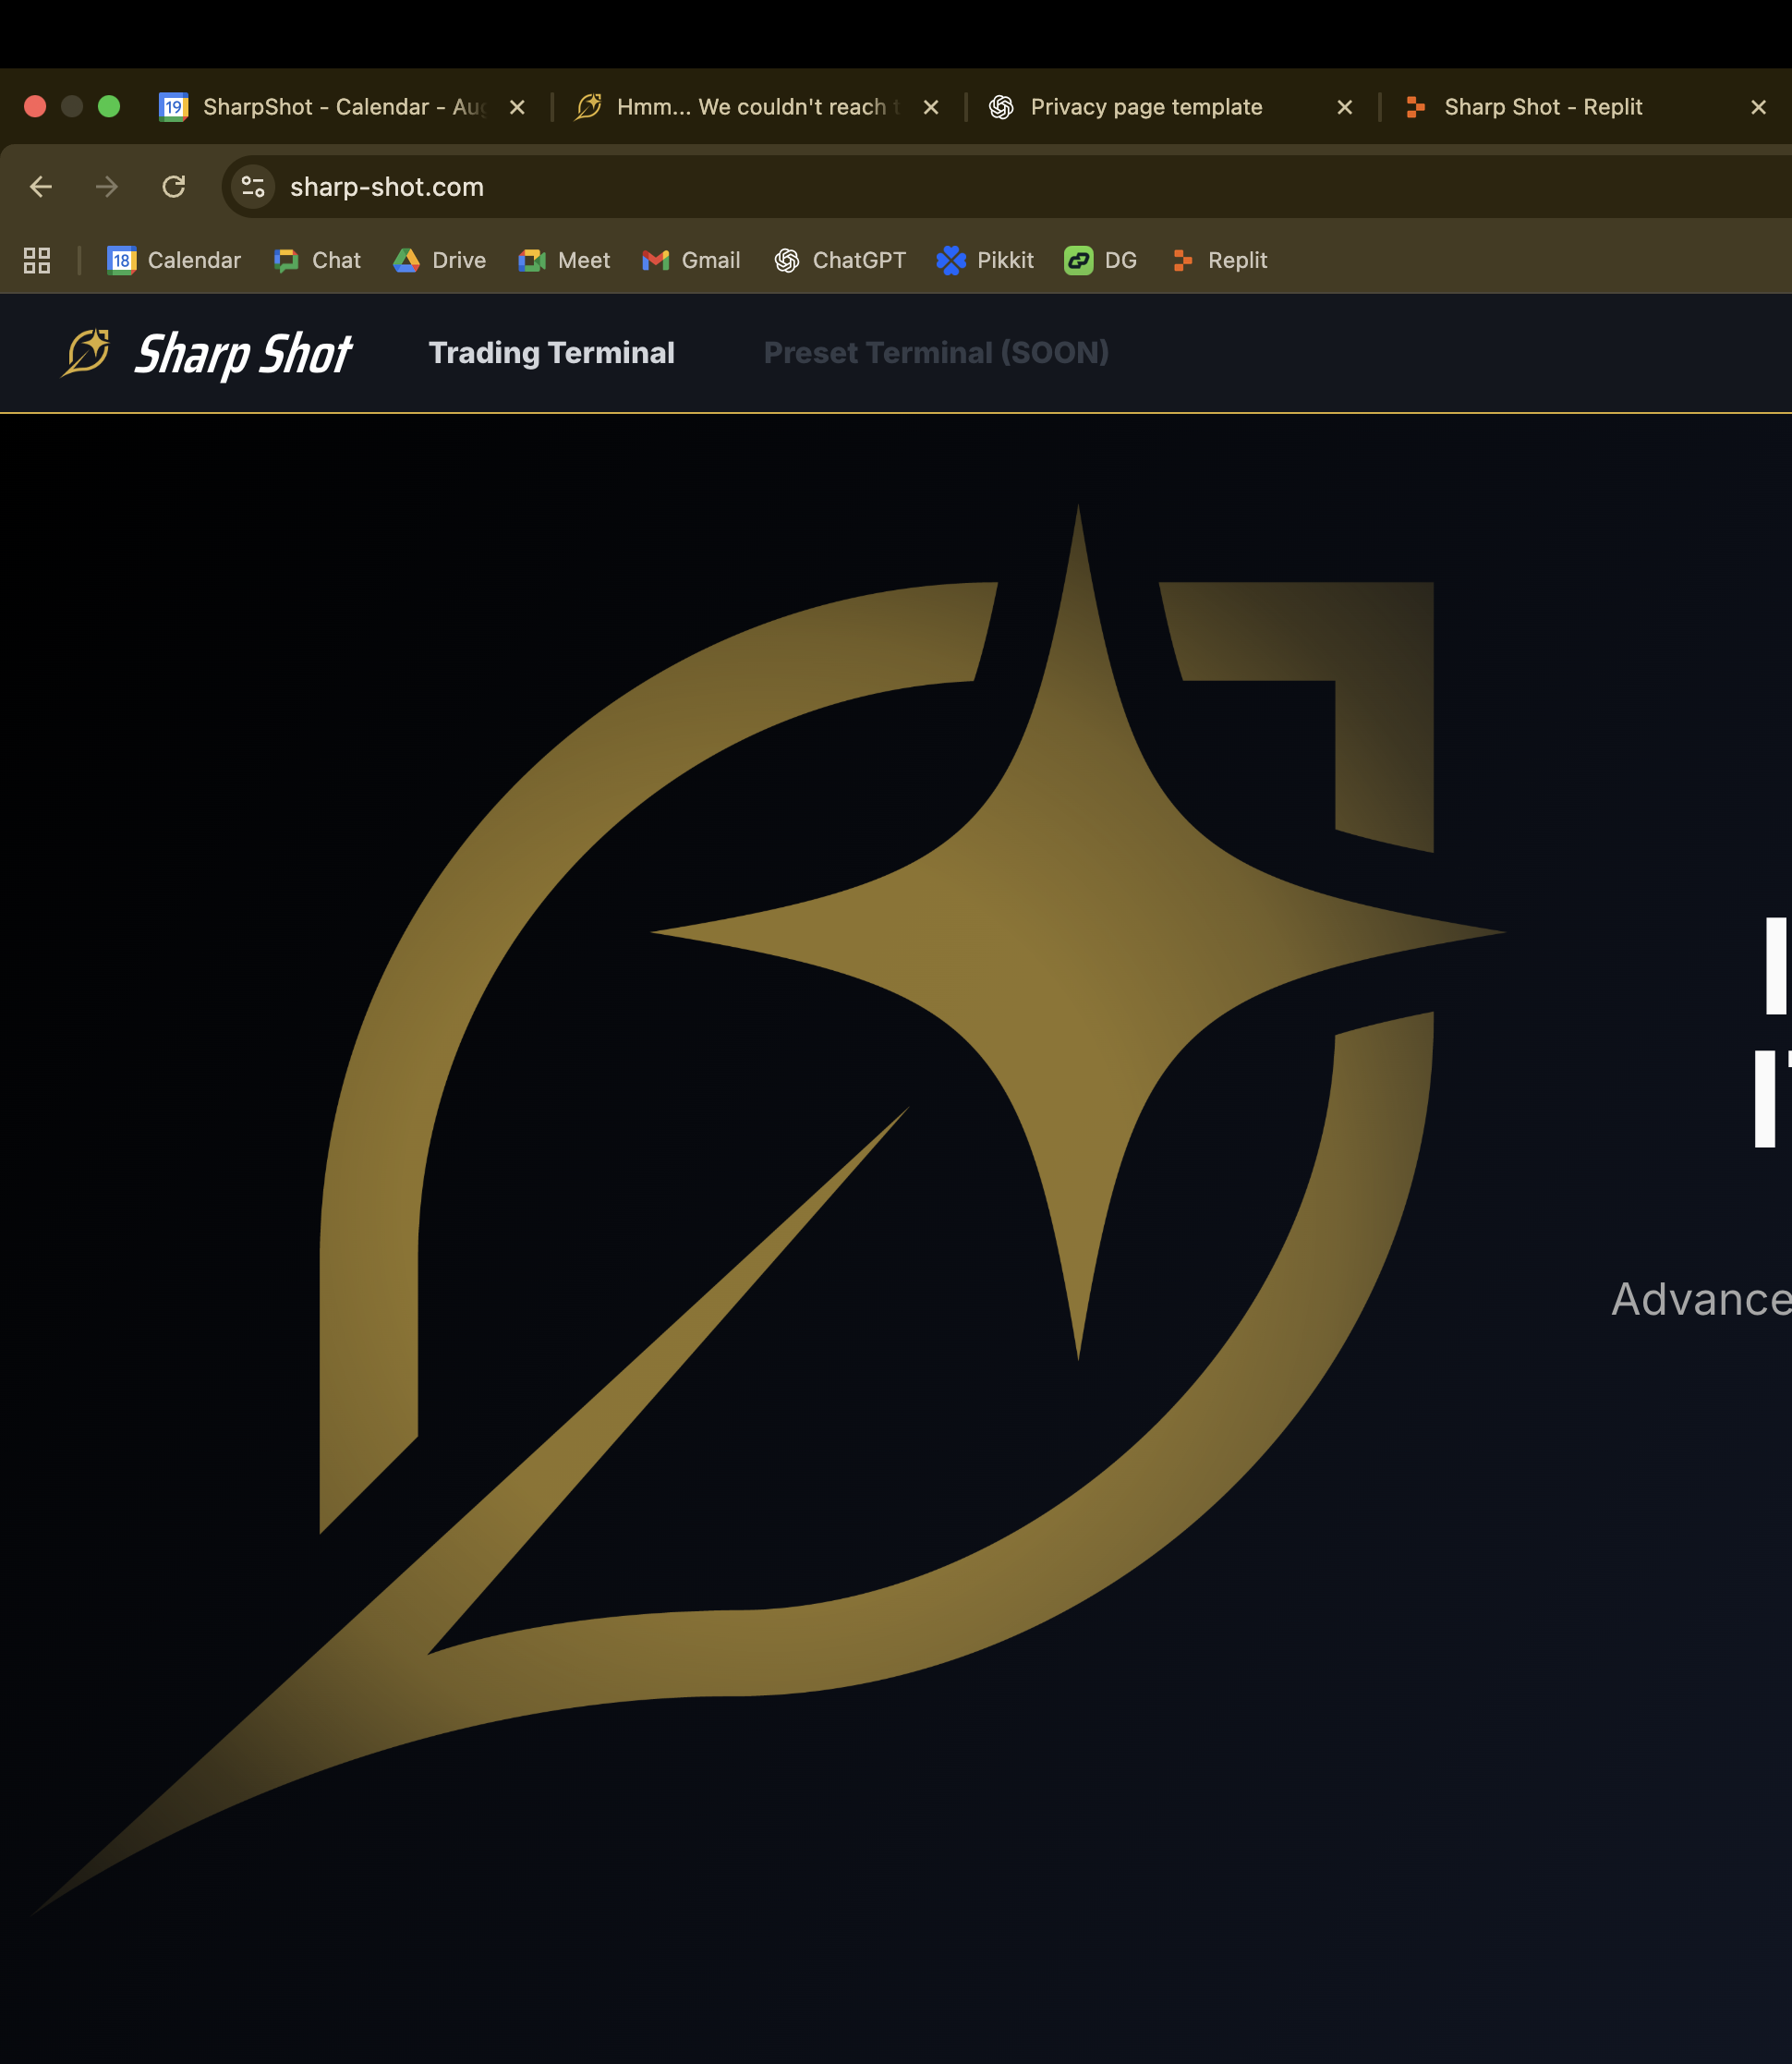 19 SharpShot - Calendar - Aug
Hmm... We couldn't reach t
Privacy page template
Sharp Shot - Replit
sharp-shot.com
18 Calendar
Chat
Drive
Meet
Gmail
ChatGPT
Pikkit
DG
Replit
Sharp Shot
Trading Terminal
Preset Terminal (SOON)
I
Advance